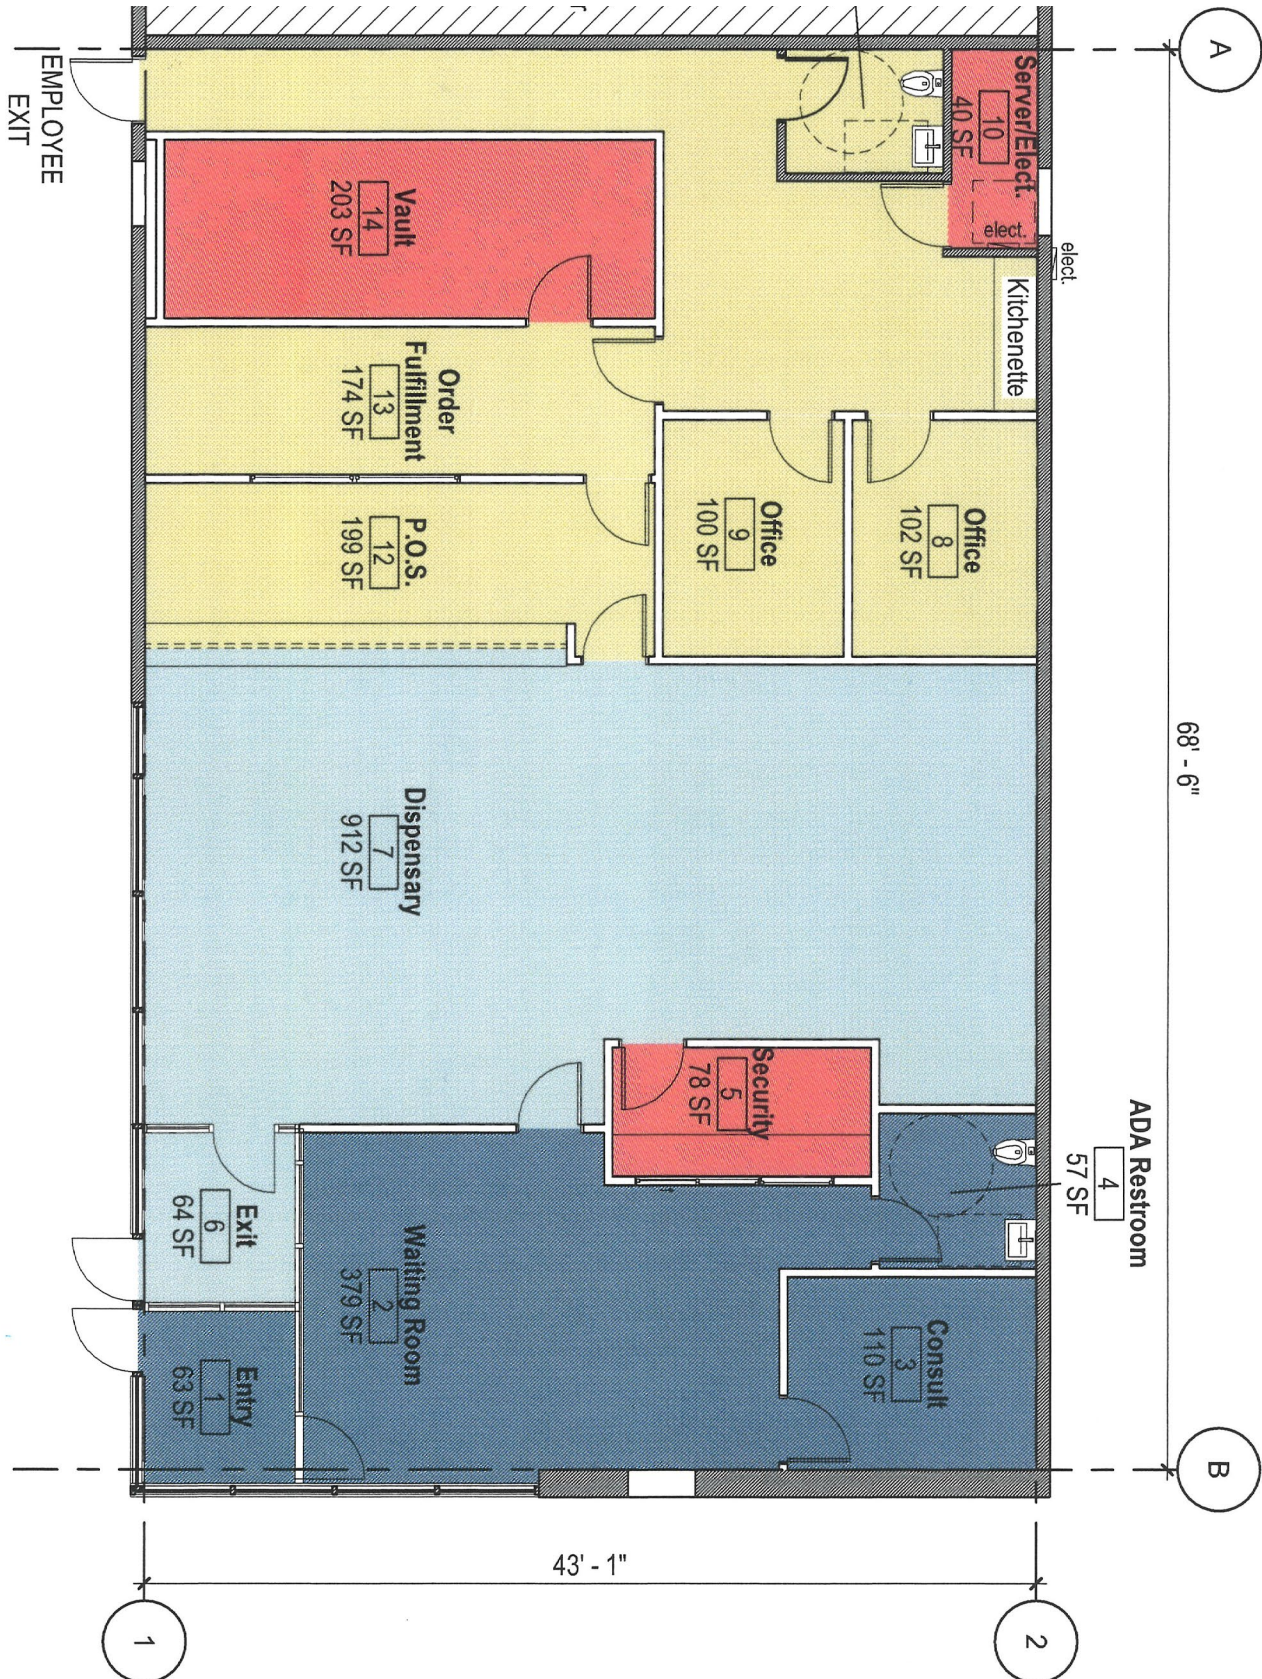 A
EMPLOYEE
EXIT
Server/Elect.
10
40 SF
elect.
elect.
Kitchenette
Vault
14
203 SF
Order
Fulfillment
13
174 SF
P.O.S.
12
199 SF
Office
9
100 SF
Office
8
102 SF
68' - 6"
Dispensary
7
912 SF
Security
5
78 SF
ADA Restroom
4
57 SF
Exit
6
64 SF
Waiting Room
2
379 SF
Consult
3
110 SF
Entry
1
63 SF
B
43' - 1"
1
2